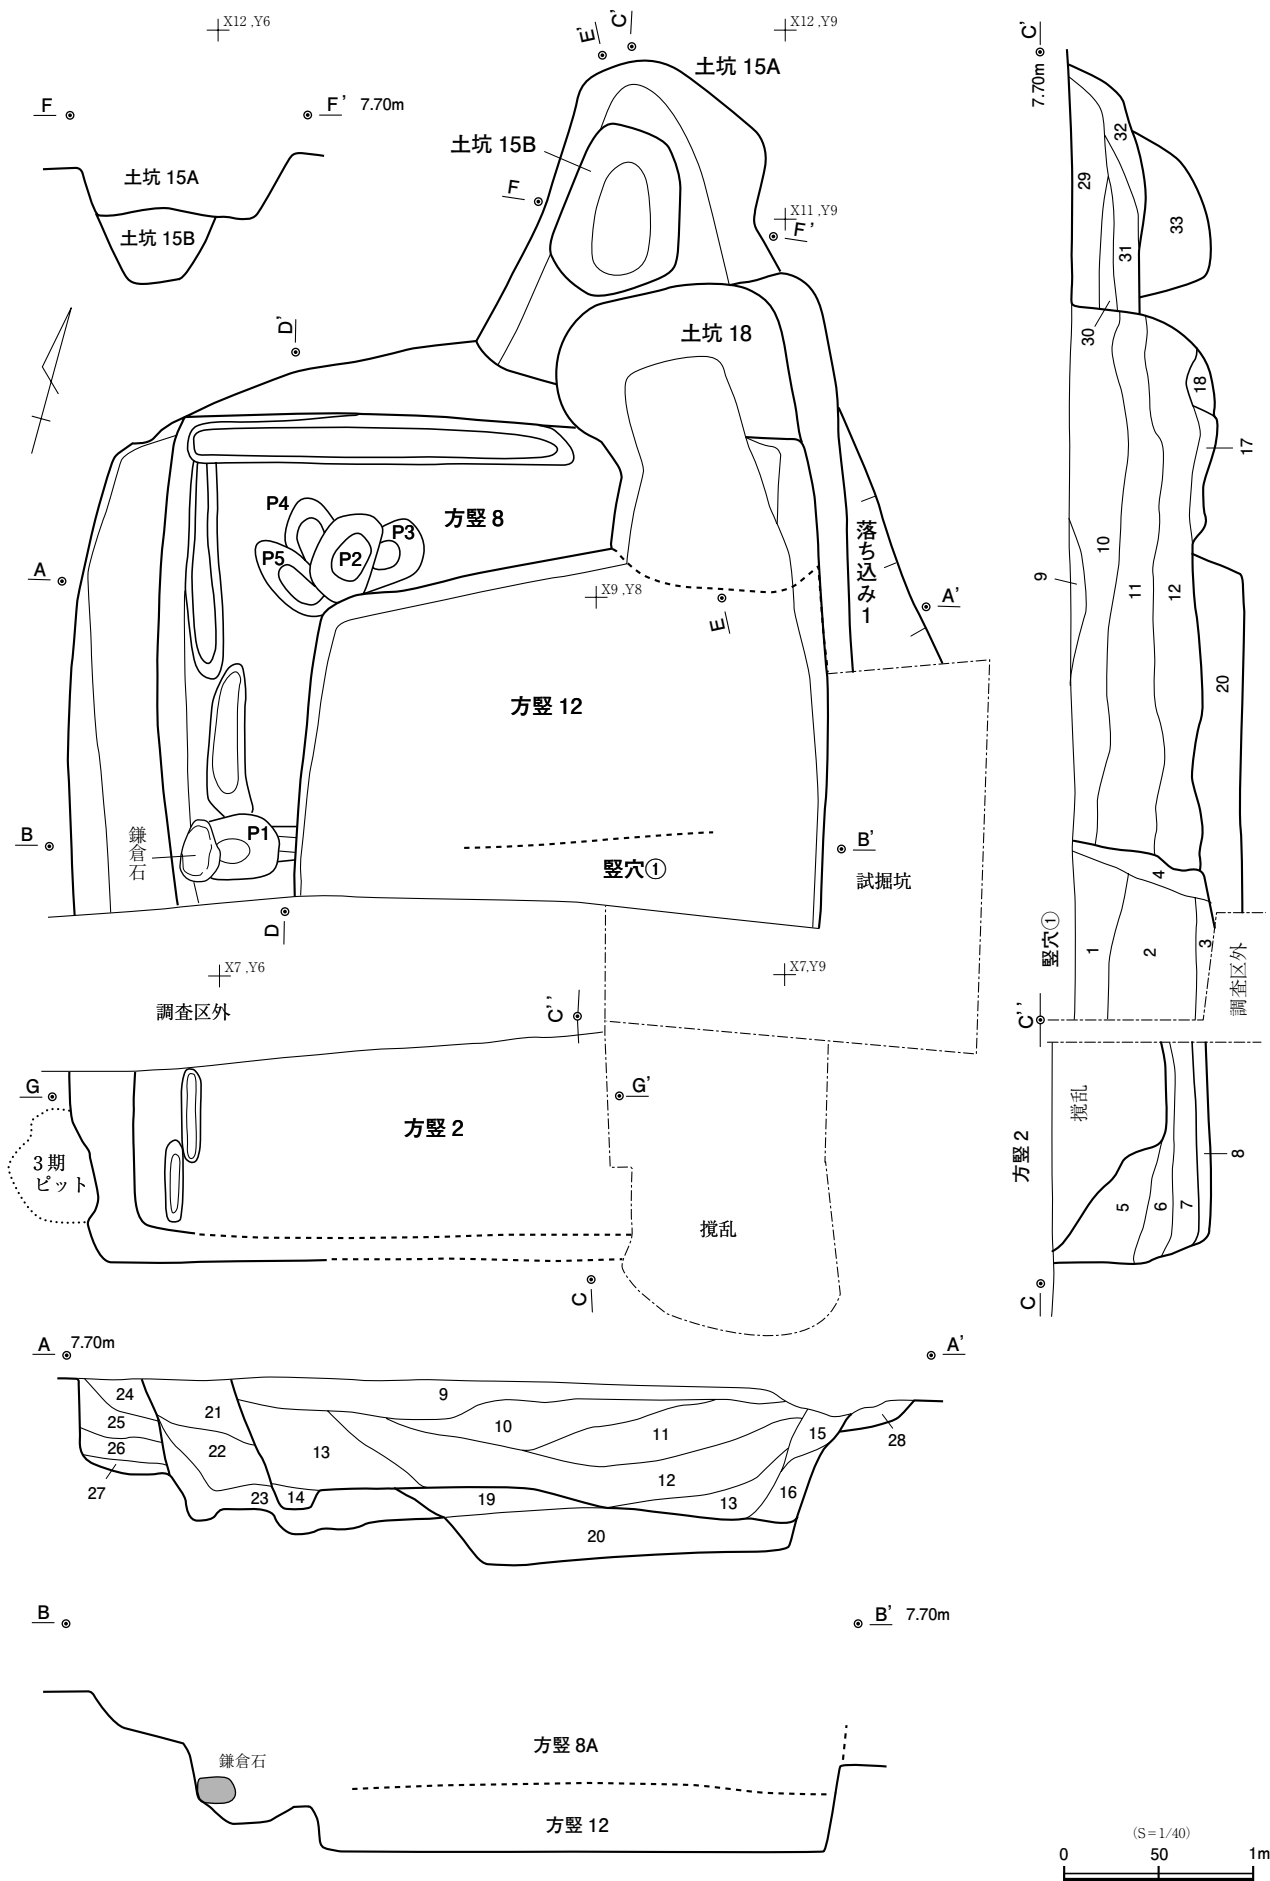 X12 ,Y6
X12 ,Y9
E'
C'
土坑 15A
F
F' 7.70m
土坑 15A
土坑 15B
土坑 15B
F
X11 ,Y9
F'
D'
土坑 18
P4
P3
P2
P5
方竪 8
落ち込み 1
A
A'
X9 ,Y8
E
方竪 12
B
鎌倉石
P1
B'
竪穴①
試掘坑
D
X7 ,Y6
X7,Y9
調査区外
C''
G
G'
方竪 2
3 期
ピット
攪乱
C
C'
7.70m
32
29
33
31
30
18
17
10
9
11
12
20
4
竪穴①
1
2
3
調査区外
C''
攪乱
方竪 2
8
5
6
7
C
A 7.70m
A'
24
9
25
21
10
11
15
26
22
13
28
12
27
23
14
19
13
16
20
B
B' 7.70m
方竪 8A
鎌倉石
方竪 12
(S=1/40)
0 50 1m